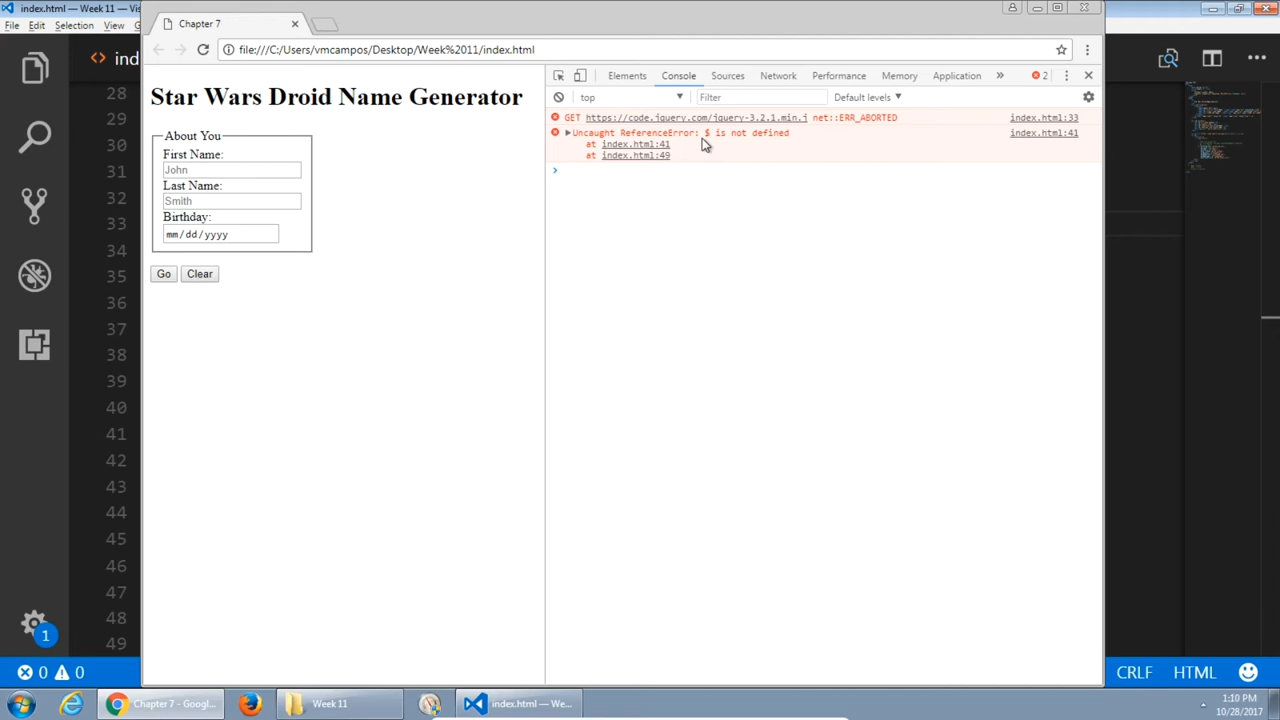 index.html — Week 11 — Vis
Chapter 7
File Edit Selection View G
file:///C:/Users/vmcampos/Desktop/Week%2011/index.html
ind
Elements Console Sources Network Performance Memory Application » 2
top Filter Default levels
GET https://code.jquery.com/jquery-3.2.1.min.j net::ERR_ABORTED index.html:33
Uncaught ReferenceError: $ is not defined index.html:41
at index.html:41
at index.html:49
Star Wars Droid Name Generator
About You
First Name:
John
Last Name:
Smith
Birthday:
mm/dd/yyyy
Go Clear
28
29
30
31
32
33
34
35
36
37
38
39
40
41
42
43
44
45
46
47
48
49
1
0 0 CRLF HTML
Chapter 7 - Googl... Week 11 index.html — We...
1:10 PM
10/28/2017